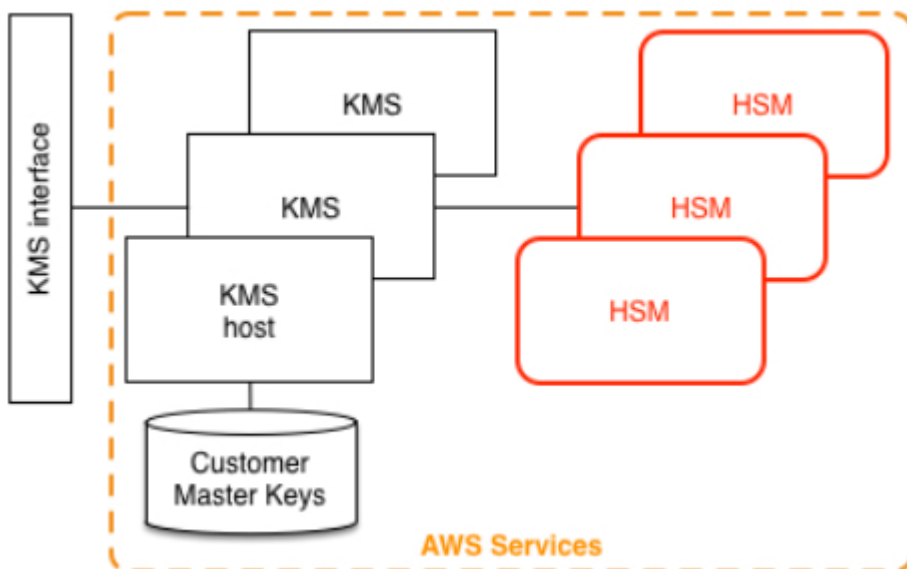 KMS interface
KMS
HSM
KMS
HSM
KMS
host
HSM
Customer
Master Keys
AWS Services